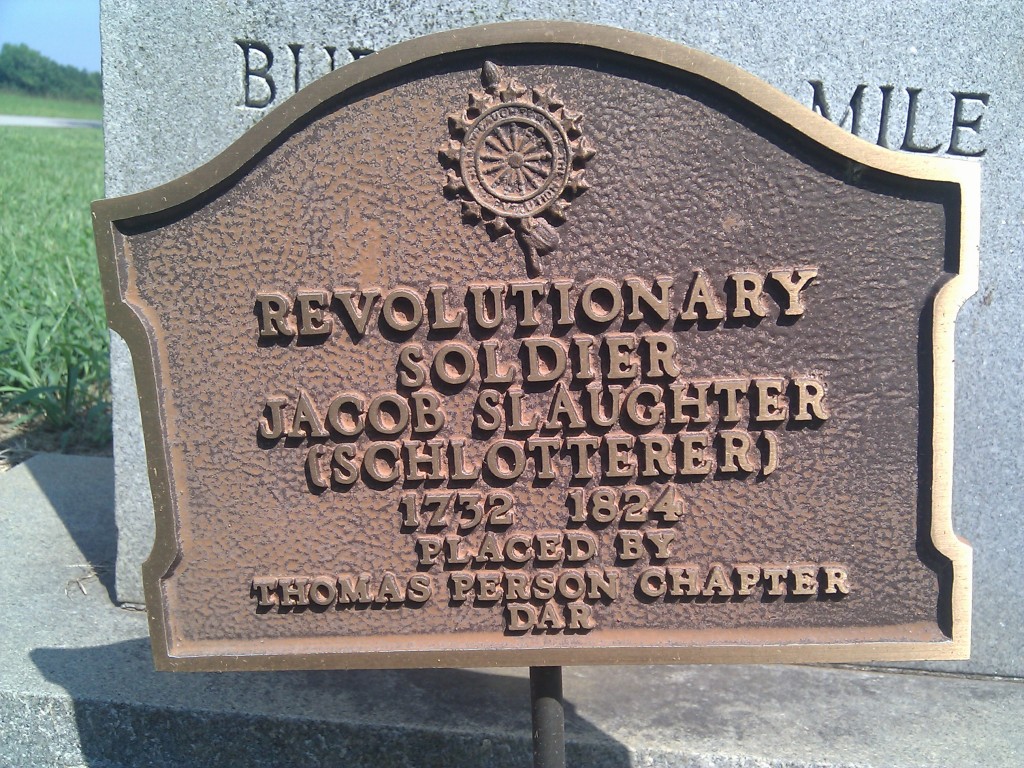 MILE
REVOLUTIONARY
SOLDIER
JACOB SLAUGHTER
(SCHLOTTERER)
1732 1824
PLACED BY
THOMAS PERSON CHAPTER
DAR